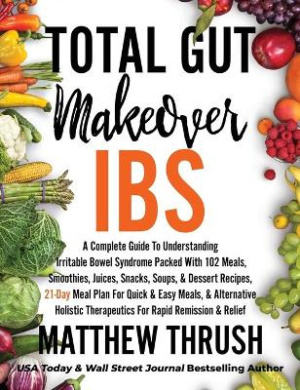 TOTAL GUT
Makeover
IBS
A Complete Guide To Understanding
Irritable Bowel Syndrome Packed With 102 Meals,
Smoothies, Juices, Snacks, Soups, & Dessert Recipes,
21-Day Meal Plan For Quick & Easy Meals, & Alternative
Holistic Therapeutics For Rapid Remission & Relief
MATTHEW THRUSH
USA Today & Wall Street Journal Bestselling Author